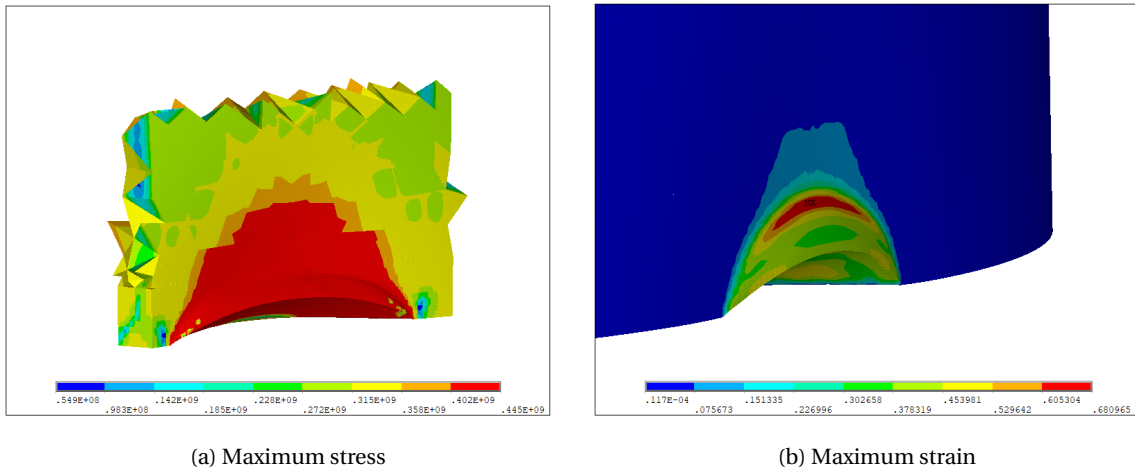 MX
.549E+08
.142E+09
.228E+09
.315E+09
.402E+09
.983E+08
.185E+09
.272E+09
.358E+09
.445E+09
.117E-04
.151335
.302658
.453981
.605304
.075673
.226996
.378319
.529642
.680965
(a) Maximum stress
(b) Maximum strain